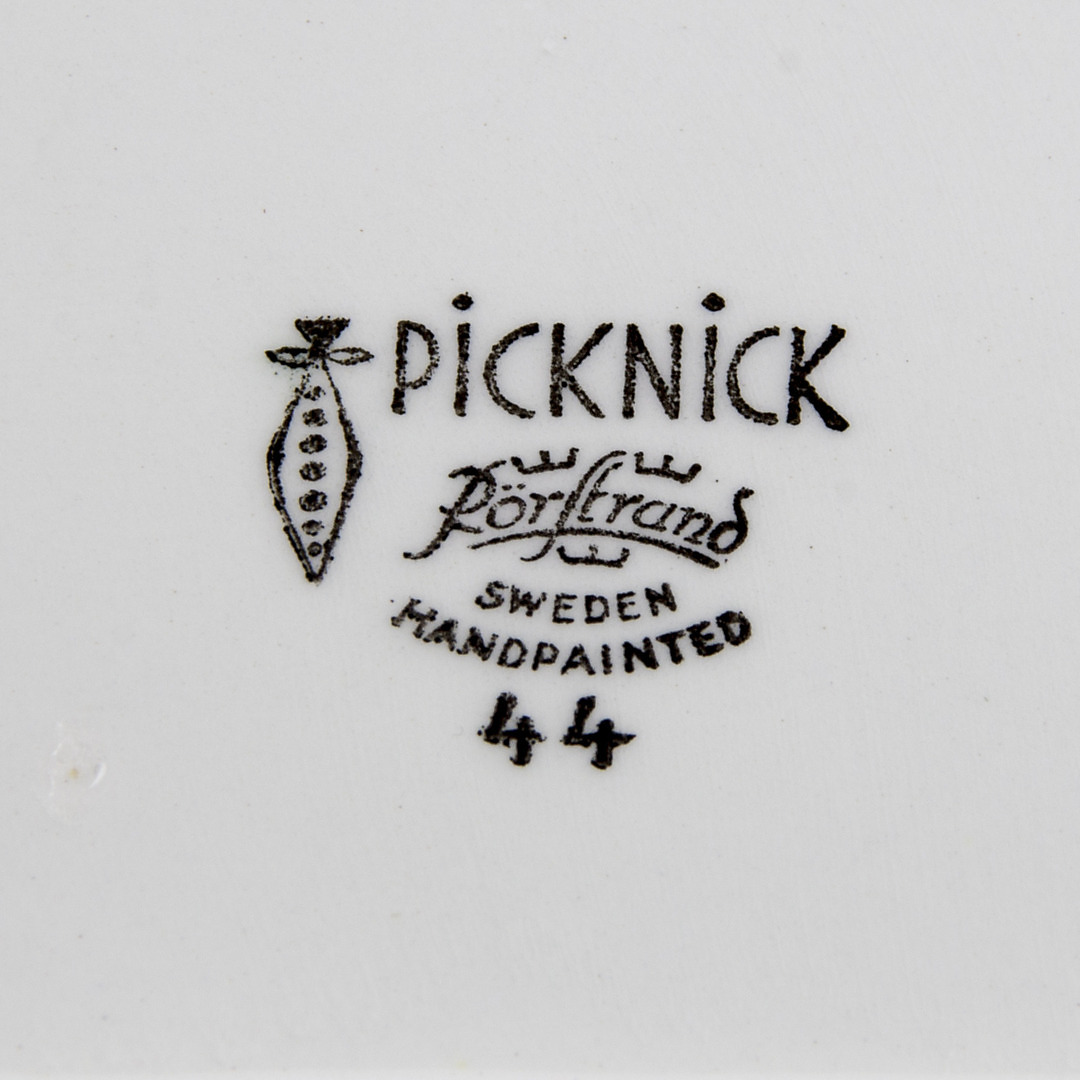 PiCKNiCK
Rörstrand
SWEDEN
HANDPAINTED
44